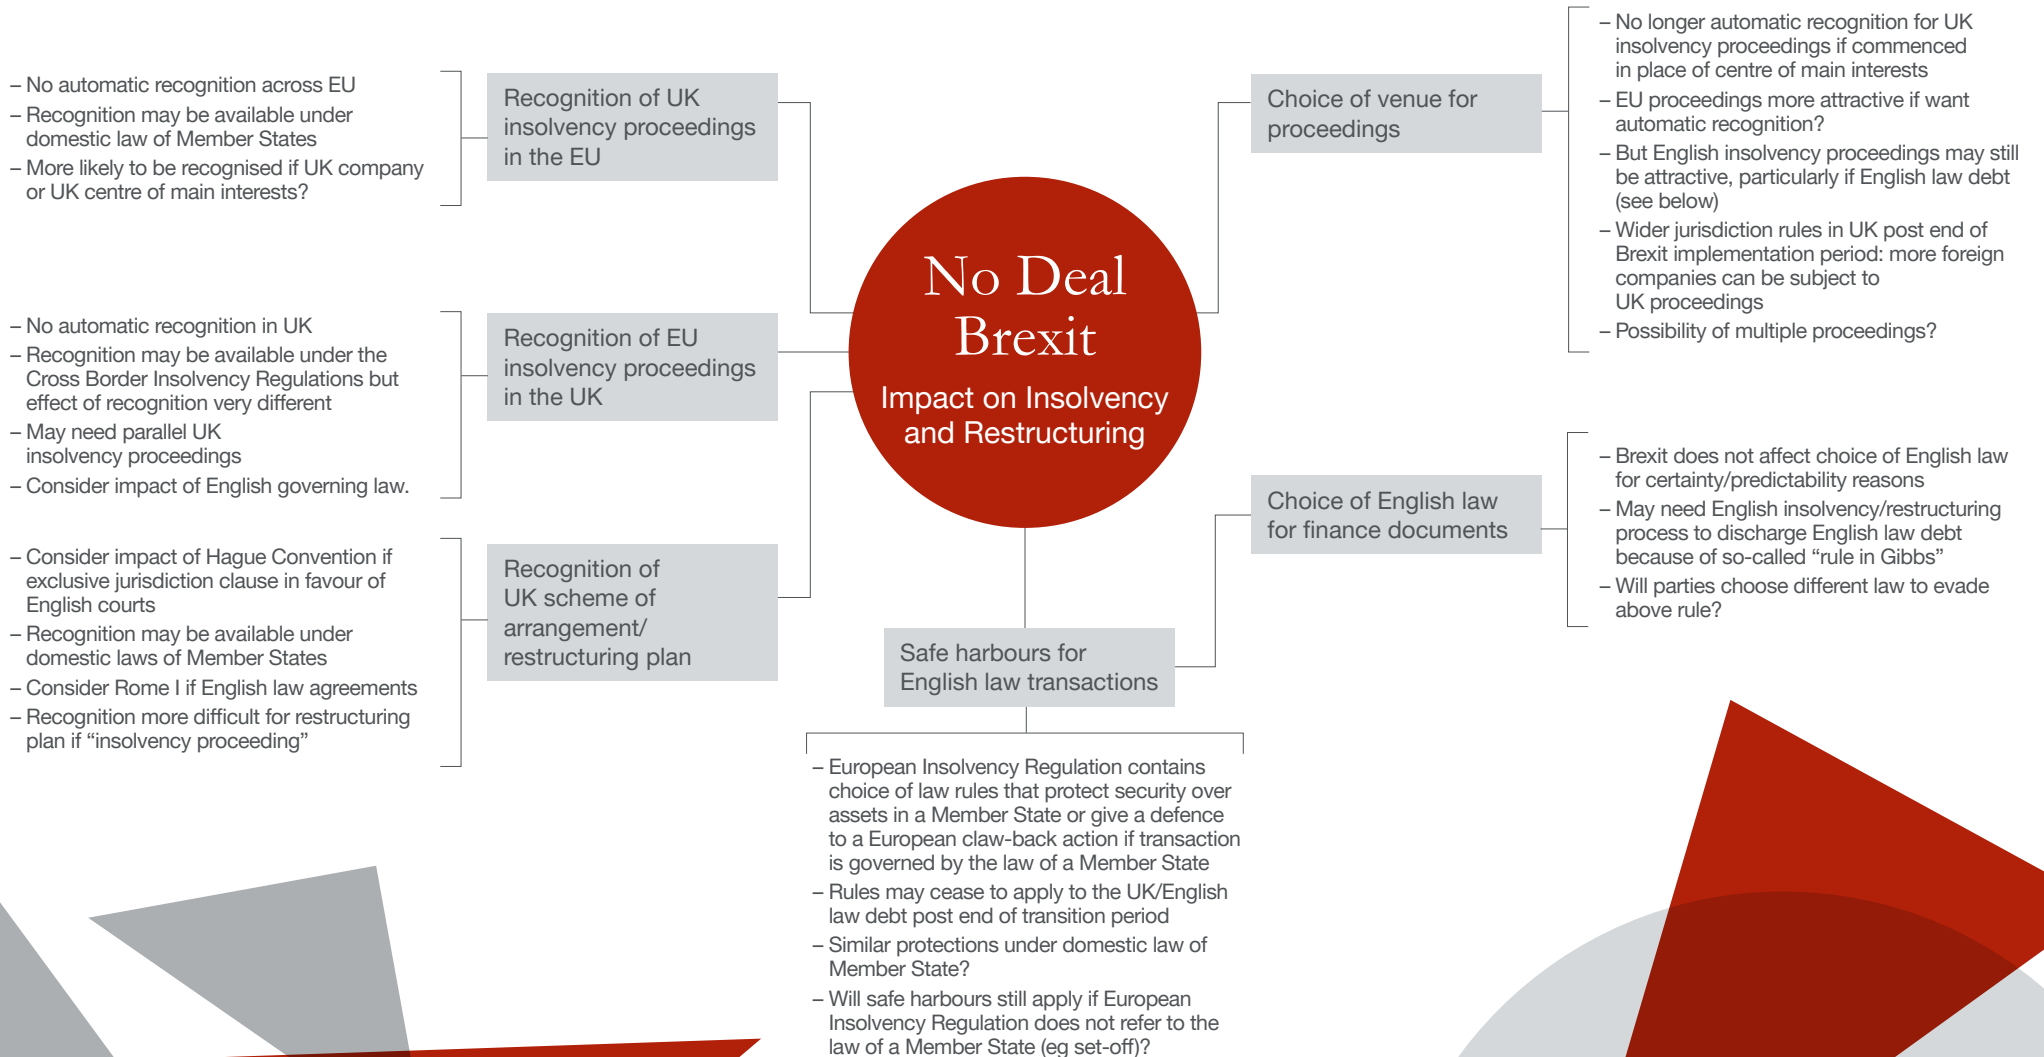 No Deal
Brexit
Impact on Insolvency
and Restructuring
Recognition of UK
insolvency proceedings
in the EU
– No automatic recognition across EU
– Recognition may be available under
domestic law of Member States
– More likely to be recognised if UK company
or UK centre of main interests?
Recognition of EU
insolvency proceedings
in the UK
– No automatic recognition in UK
– Recognition may be available under the
Cross Border Insolvency Regulations but
effect of recognition very different
– May need parallel UK
insolvency proceedings
– Consider impact of English governing law.
Recognition of
UK scheme of
arrangement/
restructuring plan
– Consider impact of Hague Convention if
exclusive jurisdiction clause in favour of
English courts
– Recognition may be available under
domestic laws of Member States
– Consider Rome I if English law agreements
– Recognition more difficult for restructuring
plan if “insolvency proceeding”
Choice of venue for
proceedings
– No longer automatic recognition for UK
insolvency proceedings if commenced
in place of centre of main interests
– EU proceedings more attractive if want
automatic recognition?
– But English insolvency proceedings may still
be attractive, particularly if English law debt
(see below)
– Wider jurisdiction rules in UK post end of
Brexit implementation period: more foreign
companies can be subject to
UK proceedings
– Possibility of multiple proceedings?
Choice of English law
for finance documents
– Brexit does not affect choice of English law
for certainty/predictability reasons
– May need English insolvency/restructuring
process to discharge English law debt
because of so-called “rule in Gibbs”
– Will parties choose different law to evade
above rule?
Safe harbours for
English law transactions
– European Insolvency Regulation contains
choice of law rules that protect security over
assets in a Member State or give a defence
to a European claw-back action if transaction
is governed by the law of a Member State
– Rules may cease to apply to the UK/English
law debt post end of transition period
– Similar protections under domestic law of
Member State?
– Will safe harbours still apply if European
Insolvency Regulation does not refer to the
law of a Member State (eg set-off)?